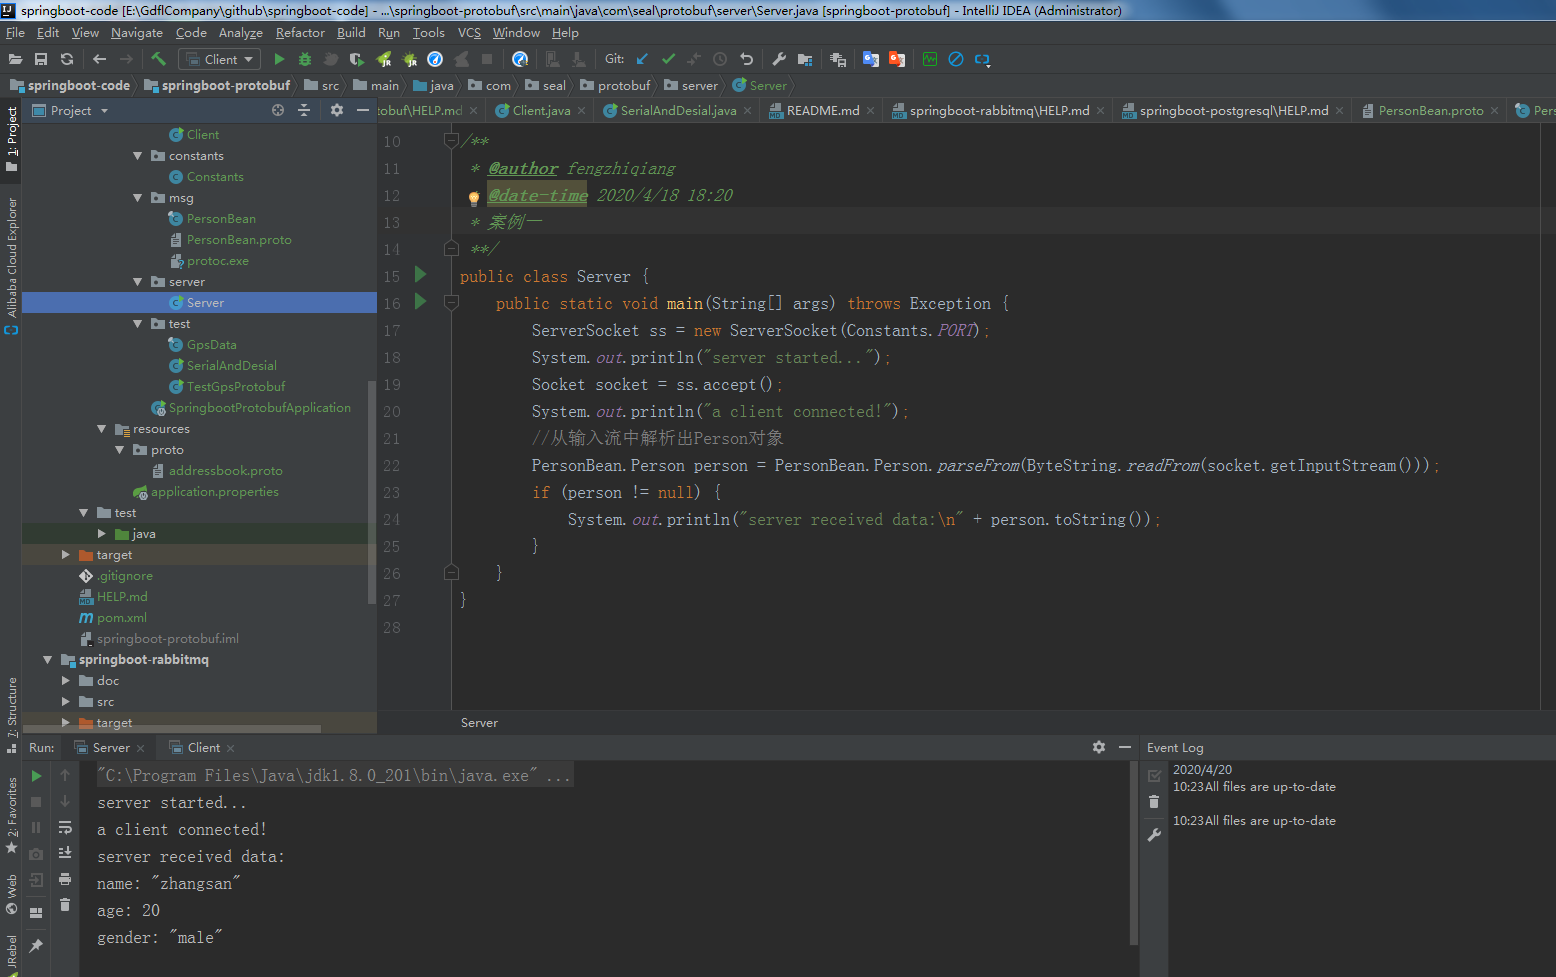 springboot-code [E:\GdflCompany\github\springboot-code] - ...\springboot-protobuf\src\main\java\com\seal\protobuf\server\Server.java [springboot-protobuf] - IntelliJ IDEA (Administrator)
File Edit View Navigate Code Analyze Refactor Build Run Tools VCS Window Help
Client Git:
springboot-code springboot-protobuf src main java com seal protobuf server Server
Project
obuf\HELP.md Client.java SerialAndDesial.java README.md springboot-rabbitmq\HELP.md springboot-postgresql\HELP.md PersonBean.proto Pers
1: Project
Alibaba Cloud Explorer
7: Structure
2: Favorites
Web
JRebel
Client
constants
Constants
msg
PersonBean
PersonBean.proto
protoc.exe
server
Server
test
GpsData
SerialAndDesial
TestGpsProtobuf
SpringbootProtobufApplication
resources
proto
addressbook.proto
application.properties
test
java
target
.gitignore
HELP.md
pom.xml
springboot-protobuf.iml
springboot-rabbitmq
doc
src
target
10 /**
11 * @author fengzhiqiang
12 @date-time 2020/4/18 18:20
13 * 案例一
14 **/
15 public class Server {
16 public static void main(String[] args) throws Exception {
17 ServerSocket ss = new ServerSocket(Constants.PORT);
18 System.out.println("server started...");
19 Socket socket = ss.accept();
20 System.out.println("a client connected!");
21 //从输入流中解析出Person对象
22 PersonBean.Person person = PersonBean.Person.parseFrom(ByteString.readFrom(socket.getInputStream()));
23 if (person != null) {
24 System.out.println("server received data:\n" + person.toString());
25 }
26 }
27 }
28
Server
Run: Server Client
"C:\Program Files\Java\jdk1.8.0_201\bin\java.exe" ...
server started...
a client connected!
server received data:
name: "zhangsan"
age: 20
gender: "male"
Event Log
2020/4/20
10:23 All files are up-to-date
10:23 All files are up-to-date